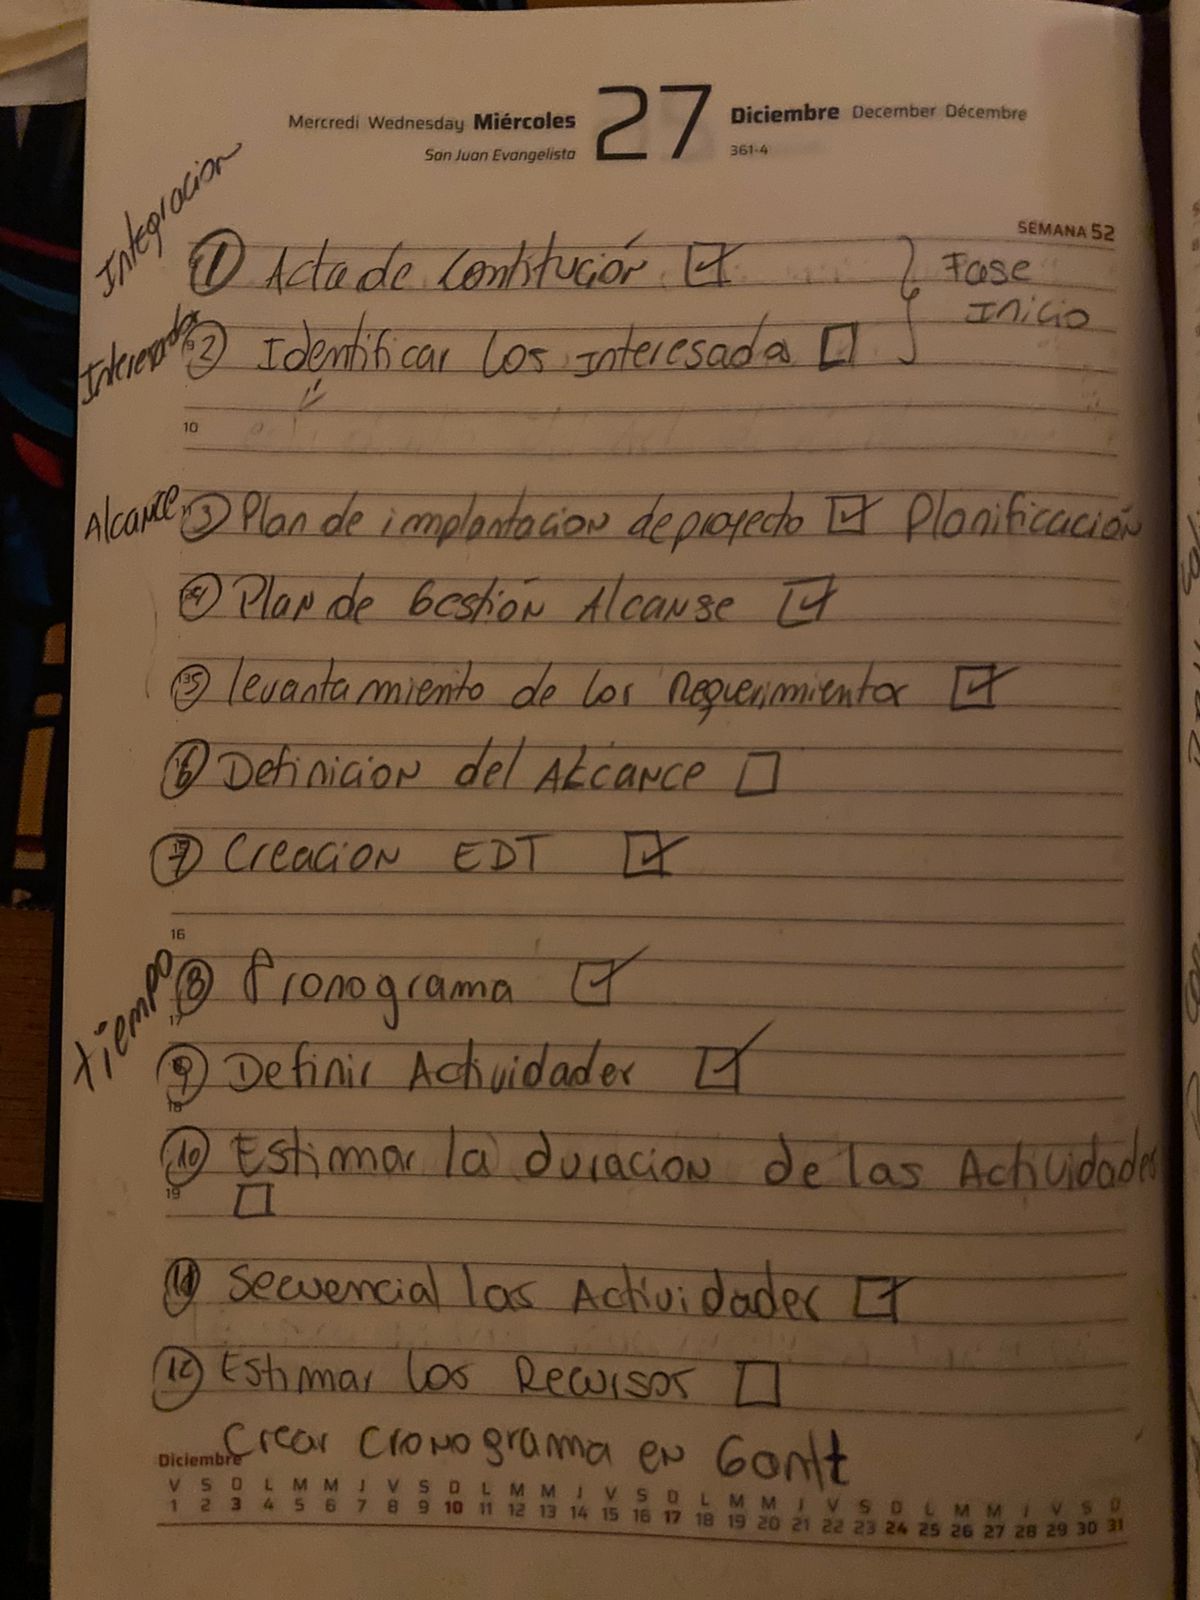 Mercredi Wednesday Miércoles 27 Diciembre December Décembre
San Juan Evangelista 361-4
SEMANA 52
Integracion
① Acta de Contitución ☑ Fase
Inicio
Interesados
② Identificar los interesada ☐
10
Alcance
③ Plan de implantacion de proyecto ☑ Planificación
④ Plan de Gestión Alcanse ☑
⑤ levantamiento de los Requerimientos ☑
⑥ Definicion del Alcance ☐
⑦ Creacion EDT ☑
16
tiempo
⑧ Cronograma ☑
17
⑨ Definir Actividades ☑
18
⑩ Estimar la duracion de las Actividades
19 ☐
⑪ Secuencial las Actividades ☑
⑫ Estimar los Recursos ☐
Crear Cronograma en Gantt
Diciembre
V S D L M M J V S D L M M J V S D L M M J V S D L M M J V S D
1 2 3 4 5 6 7 8 9 10 11 12 13 14 15 16 17 18 19 20 21 22 23 24 25 26 27 28 29 30 31